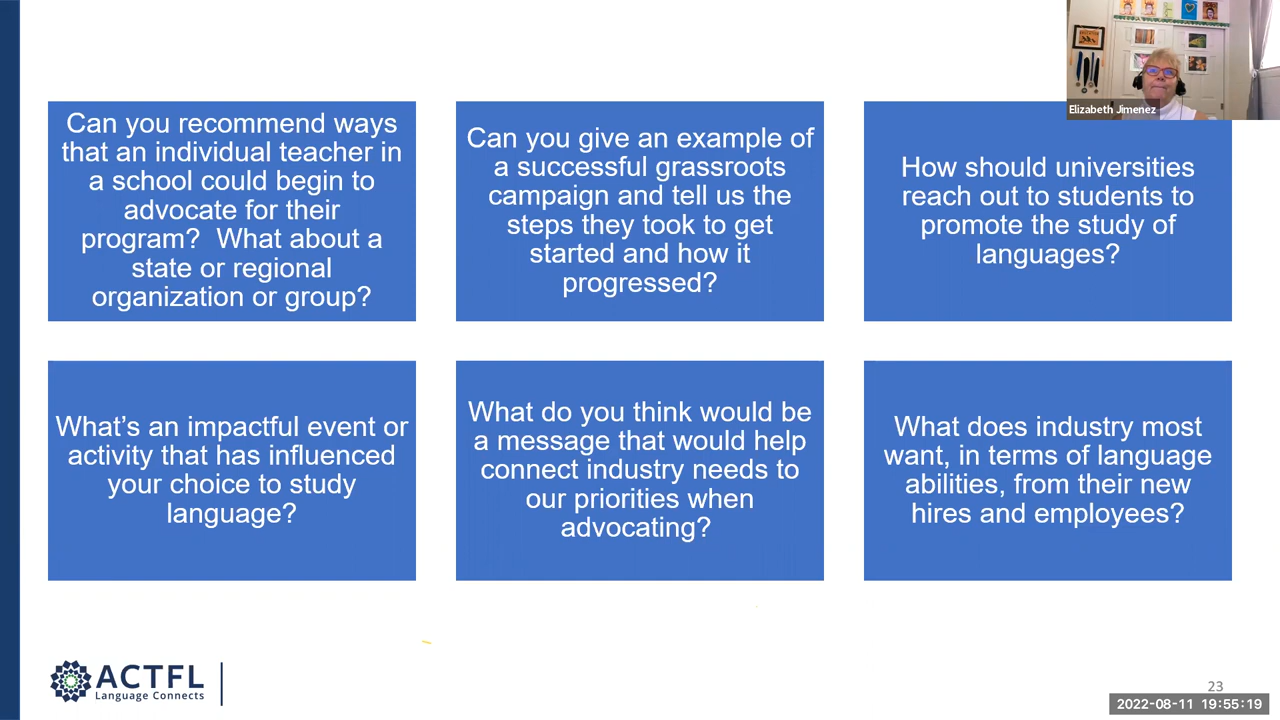 Elizabeth Jimenez
Can you recommend ways
that an individual teacher in
a school could begin to
advocate for their
program?  What about a
state or regional
organization or group?
Can you give an example of
a successful grassroots
campaign and tell us the
steps they took to get
started and how it
progressed?
How should universities
reach out to students to
promote the study of
languages?
What’s an impactful event or
activity that has influenced
your choice to study
language?
What do you think would be
a message that would help
connect industry needs to
our priorities when
advocating?
What does industry most
want, in terms of language
abilities, from their new
hires and employees?
ACTFL
Language Connects
23
2022-08-11 19:55:19